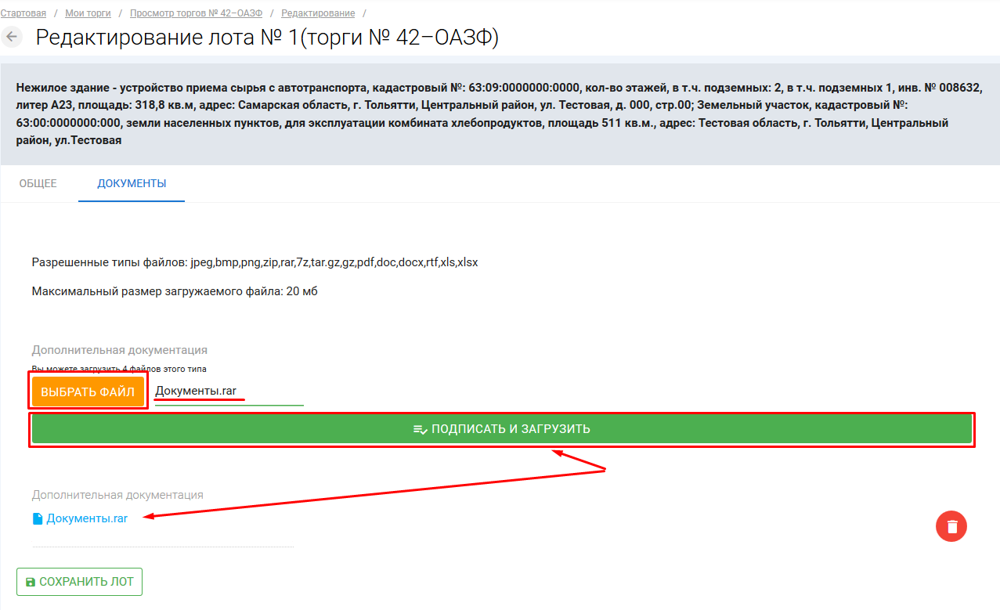 Стартовая / Мои торги / Просмотр торгов № 42–ОАЗФ / Редактирование /
Редактирование лота № 1(торги № 42–ОАЗФ)
Нежилое здание - устройство приема сырья с автотранспорта, кадастровый №: 63:09:0000000:0000, кол-во этажей, в т.ч. подземных: 2, в т.ч. подземных 1, инв. № 008632,
литер А23, площадь: 318,8 кв.м, адрес: Самарская область, г. Тольятти, Центральный район, ул. Тестовая, д. 000, стр.00; Земельный участок, кадастровый №:
63:00:0000000:000, земли населенных пунктов, для эксплуатации комбината хлебопродуктов, площадь 511 кв.м., адрес: Тестовая область, г. Тольятти, Центральный
район, ул.Тестовая
ОБЩЕЕ ДОКУМЕНТЫ
Разрешенные типы файлов: jpeg,bmp,png,zip,rar,7z,tar.gz,gz,pdf,doc,docx,rtf,xls,xlsx
Максимальный размер загружаемого файла: 20 мб
Дополнительная документация
Вы можете загрузить 4 файлов этого типа
ВЫБРАТЬ ФАЙЛ Документы.rar
ПОДПИСАТЬ И ЗАГРУЗИТЬ
Дополнительная документация
Документы.rar
СОХРАНИТЬ ЛОТ